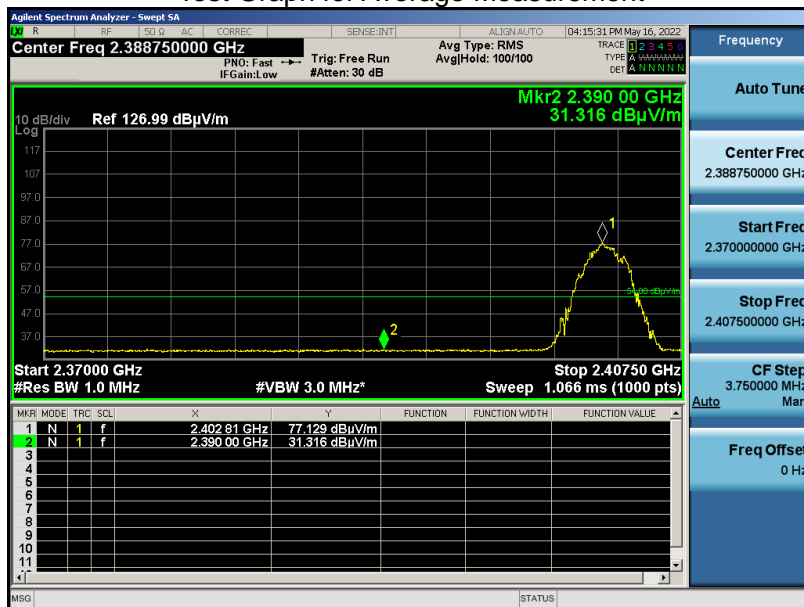 Test Graph for Average Measurement
Agilent Spectrum Analyzer - Swept SA
LXI R RF 50 Ω AC CORREC SENSE:INT ALIGN AUTO 04:15:31 PM May 16, 2022
Center Freq 2.388750000 GHz
PNO: Fast
IFGain:Low
Trig: Free Run
#Atten: 30 dB
Avg Type: RMS
Avg|Hold: 100/100
TRACE 1 2 3 4 5 6
TYPE A WWWWW
DET A N N N N N
Mkr2 2.390 00 GHz
31.316 dBµV/m
10 dB/div
Log
Ref 126.99 dBµV/m
117
107
97.0
87.0
77.0
67.0
57.0
47.0
37.0
1
2
54.00 dBµV/m
Start 2.37000 GHz Stop 2.40750 GHz
#Res BW 1.0 MHz #VBW 3.0 MHz* Sweep 1.066 ms (1000 pts)
MKR MODE TRC SCL X Y FUNCTION FUNCTION WIDTH FUNCTION VALUE
1 N 1 f 2.402 81 GHz 77.129 dBµV/m
2 N 1 f 2.390 00 GHz 31.316 dBµV/m
3
4
5
6
7
8
9
10
11
MSG STATUS
Frequency
Auto Tune
Center Freq
2.388750000 GHz
Start Freq
2.370000000 GHz
Stop Freq
2.407500000 GHz
CF Step
3.750000 MHz
Auto Man
Freq Offset
0 Hz